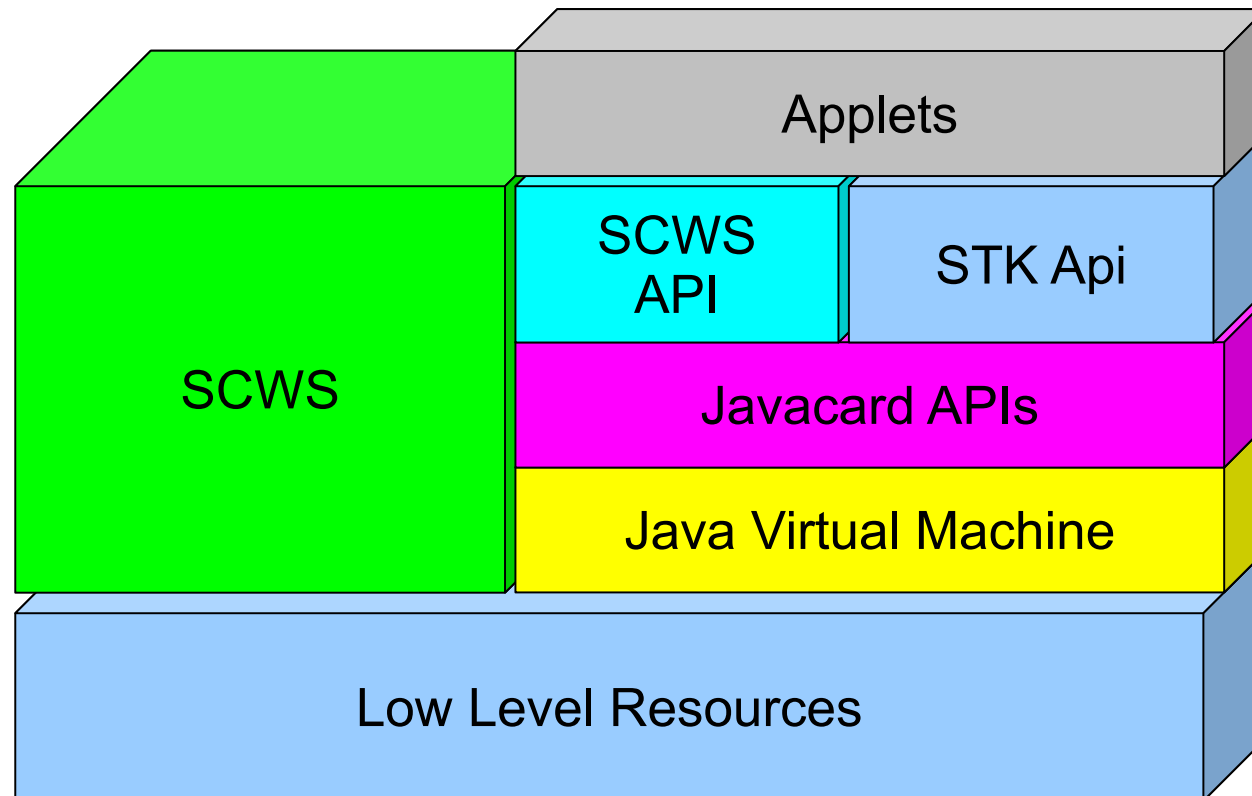 Applets
SCWS
API
STK Api
SCWS
Javacard APIs
Java Virtual Machine
Low Level Resources